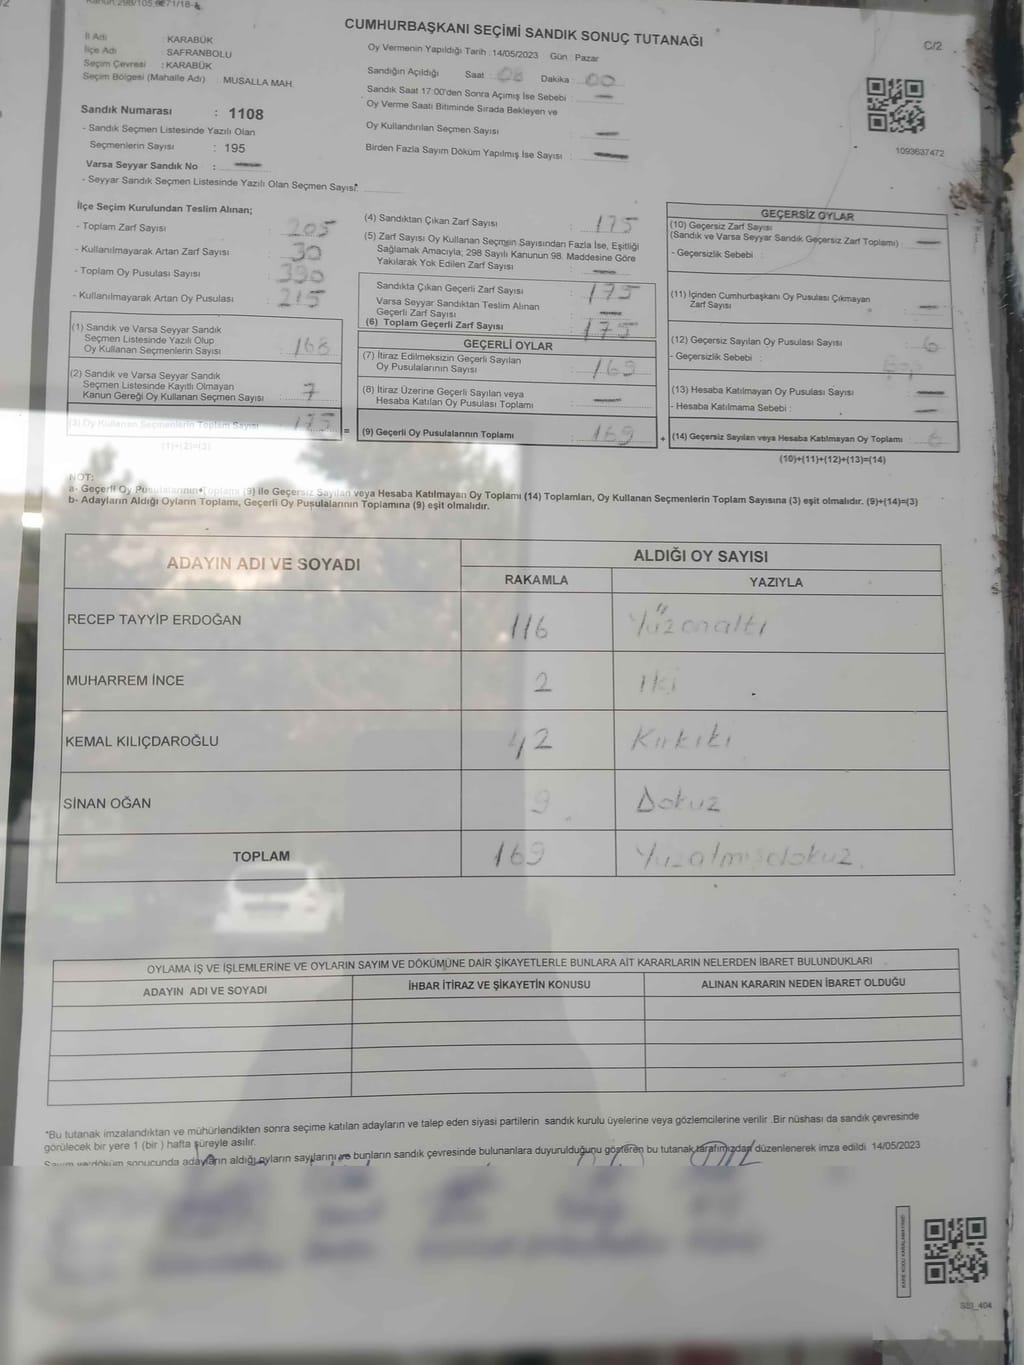 CUMHURBAŞKANI SEÇİMİ SANDIK SONUÇ TUTANAĞI
C/2
İl Adı : KARABÜK
İlçe Adı : SAFRANBOLU
Seçim Çevresi : KARABÜK
Seçim Bölgesi (Mahalle Adı) : MUSALLA MAH.
Oy Vermenin Yapıldığı Tarih : 14/05/2023 Gün : Pazar
Sandığın Açıldığı Saat : 08 Dakika : 00
Sandık Saat 17:00'den Sonra Açımış İse Sebebi : —
Oy Verme Saati Bitiminde Sırada Bekleyen ve
Oy Kullandırılan Seçmen Sayısı : —
Birden Fazla Sayım Döküm Yapılmış İse Sayısı : —
1093637472
Sandık Numarası : 1108
- Sandık Seçmen Listesinde Yazılı Olan
Seçmenlerin Sayısı : 195
Varsa Seyyar Sandık No : —
- Seyyar Sandık Seçmen Listesinde Yazılı Olan Seçmen Sayısı:
İlçe Seçim Kurulundan Teslim Alınan;
- Toplam Zarf Sayısı : 205
- Kullanılmayarak Artan Zarf Sayısı : 30
- Toplam Oy Pusulası Sayısı : 390
- Kullanılmayarak Artan Oy Pusulası : 215
(1) Sandık ve Varsa Seyyar Sandık
Seçmen Listesinde Yazılı Olup
Oy Kullanan Seçmenlerin Sayısı : 168
(2) Sandık ve Varsa Seyyar Sandık
Seçmen Listesinde Kayıtlı Olmayan
Kanun Gereği Oy Kullanan Seçmen Sayısı : 7
(3) Oy Kullanan Seçmenlerin Toplam Sayısı : 175 =
(1)+(2)=(3)
(4) Sandıktan Çıkan Zarf Sayısı : 175
(5) Zarf Sayısı Oy Kullanan Seçmen Sayısından Fazla İse, Eşitliği
Sağlamak Amacıyla; 298 Sayılı Kanunun 98. Maddesine Göre
Yakılarak Yok Edilen Zarf Sayısı : —
Sandıkta Çıkan Geçerli Zarf Sayısı : 175
Varsa Seyyar Sandıktan Teslim Alınan
Geçerli Zarf Sayısı : —
(6) Toplam Geçerli Zarf Sayısı : 175
GEÇERLİ OYLAR
(7) İtiraz Edilmeksizin Geçerli Sayılan
Oy Pusulalarının Sayısı : 169
(8) İtiraz Üzerine Geçerli Sayılan veya
Hesaba Katılan Oy Pusulası Toplamı : —
(9) Geçerli Oy Pusulalarının Toplamı : 169 +
GEÇERSİZ OYLAR
(10) Geçersiz Zarf Sayısı
(Sandık ve Varsa Seyyar Sandık Geçersiz Zarf Toplamı) : —
- Geçersizlik Sebebi :
(11) İçinden Cumhurbaşkanı Oy Pusulası Çıkmayan
Zarf Sayısı : —
(12) Geçersiz Sayılan Oy Pusulası Sayısı : 6
- Geçersizlik Sebebi :
(13) Hesaba Katılmayan Oy Pusulası Sayısı : —
- Hesaba Katılmama Sebebi : —
(14) Geçersiz Sayılan veya Hesaba Katılmayan Oy Toplamı : 6
(10)+(11)+(12)+(13)=(14)
NOT:
a- Geçerli Oy Pusulalarının Toplamı (9) ile Geçersiz Sayılan veya Hesaba Katılmayan Oy Toplamı (14) Toplamları, Oy Kullanan Seçmenlerin Toplam Sayısına (3) eşit olmalıdır. (9)+(14)=(3)
b- Adayların Aldığı Oyların Toplamı, Geçerli Oy Pusulalarının Toplamına (9) eşit olmalıdır.
ADAYIN ADI VE SOYADI ALDIĞI OY SAYISI
RAKAMLA YAZIYLA
RECEP TAYYİP ERDOĞAN 116 Yüzonaltı
MUHARREM İNCE 2 İki
KEMAL KILIÇDAROĞLU 42 Kırkiki
SİNAN OĞAN 9 Dokuz
TOPLAM 169 Yüzatmışdokuz.
OYLAMA İŞ VE İŞLEMLERİNE VE OYLARIN SAYIM VE DÖKÜMÜNE DAİR ŞİKAYETLERLE BUNLARA AİT KARARLARIN NELERDEN İBARET BULUNDUKLARI
ADAYIN ADI VE SOYADI İHBAR İTİRAZ VE ŞİKAYETİN KONUSU ALINAN KARARIN NEDEN İBARET OLDUĞU
*Bu tutanak imzalandıktan ve mühürlendikten sonra seçime katılan adayların ve talep eden siyasi partilerin sandık kurulu üyelerine veya gözlemcilerine verilir .Bir nüshası da sandık çevresinde
görülecek bir yere 1 (bir ) hafta süreyle asılır.
Sayım ve döküm sonucunda adayların aldığı oyların sayılarını ve bunların sandık çevresinde bulunanlara duyurulduğunu gösteren bu tutanak tarafımızdan düzenlenerek imza edildi 14/05/2023
SSI_404